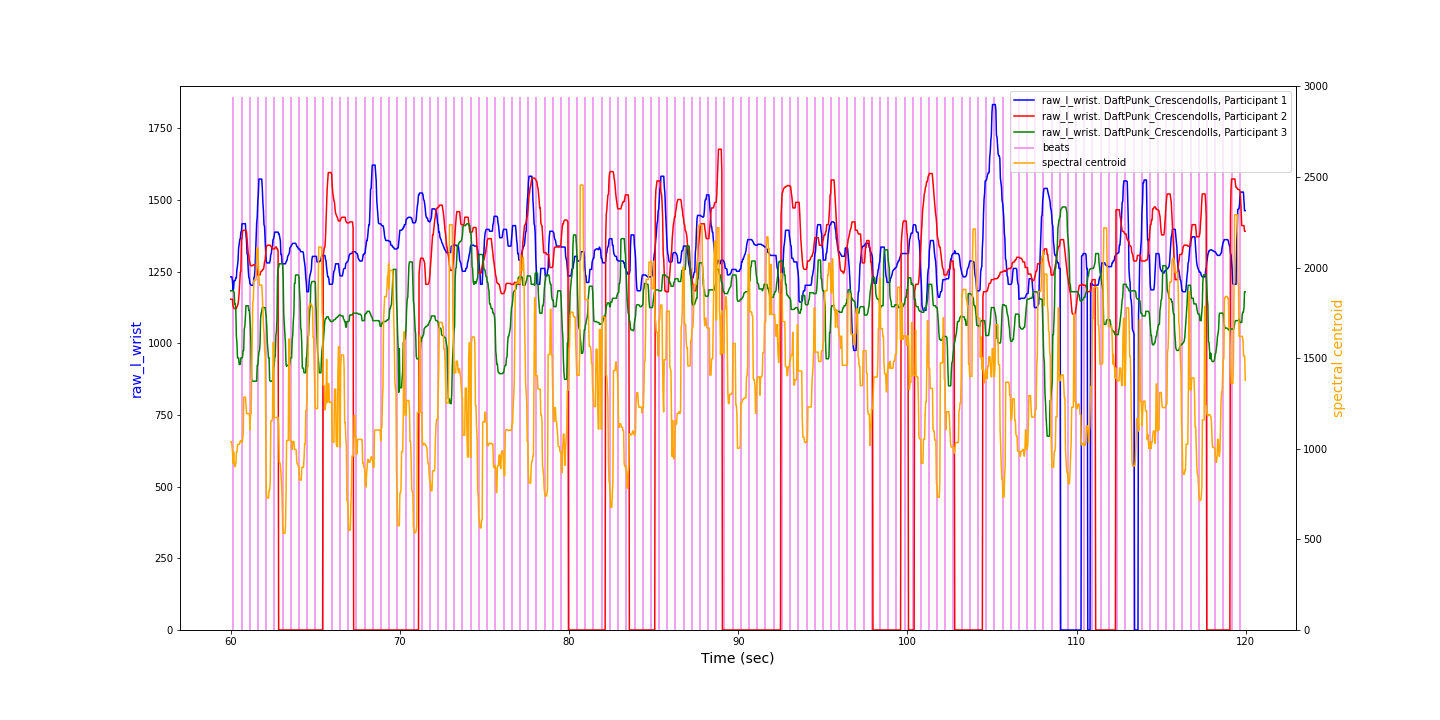 3000
raw_l_wrist. DaftPunk_Crescendolls, Participant 1
raw_l_wrist. DaftPunk_Crescendolls, Participant 2
raw_l_wrist. DaftPunk_Crescendolls, Participant 3
beats
spectral centroid
1750
1500
1250
1000
750
500
250
0
raw_l_wrist
2500
2000
1500
1000
500
0
spectral centroid
60 70 80 90 100 110 120
Time (sec)